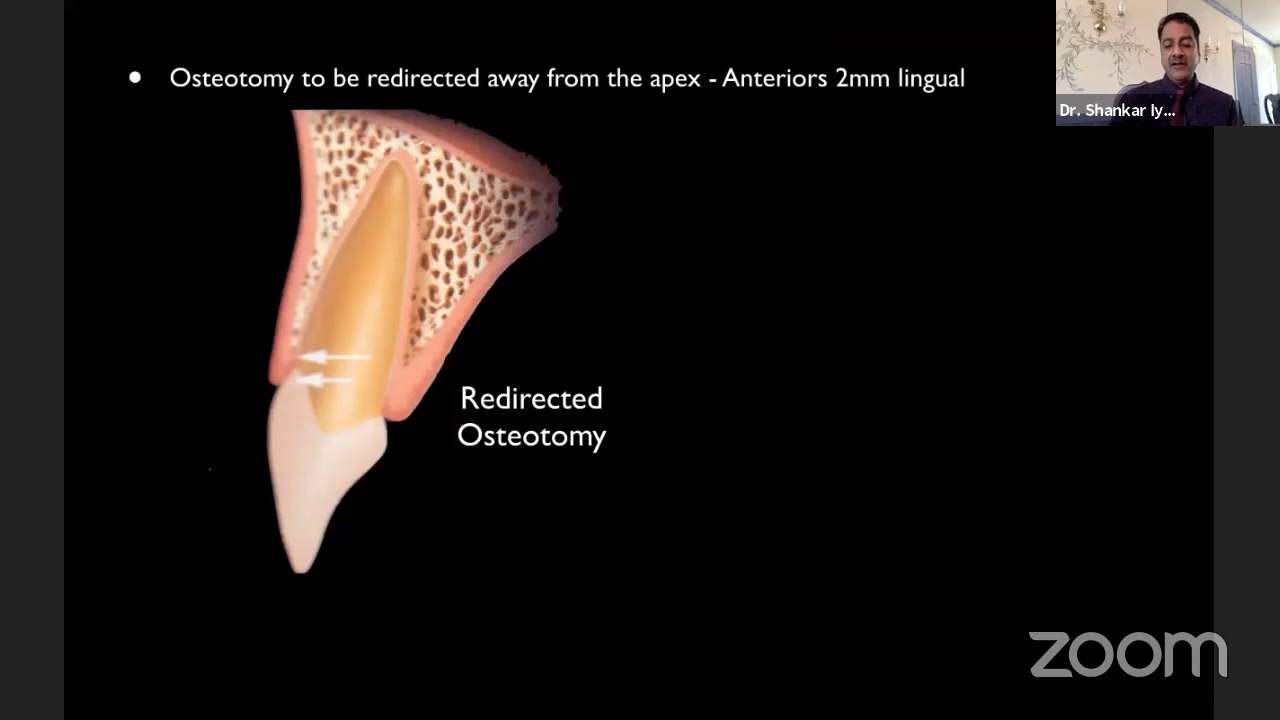 • Osteotomy to be redirected away from the apex - Anteriors 2mm lingual
Dr. Shankar Iy...
Redirected
Osteotomy
zoom